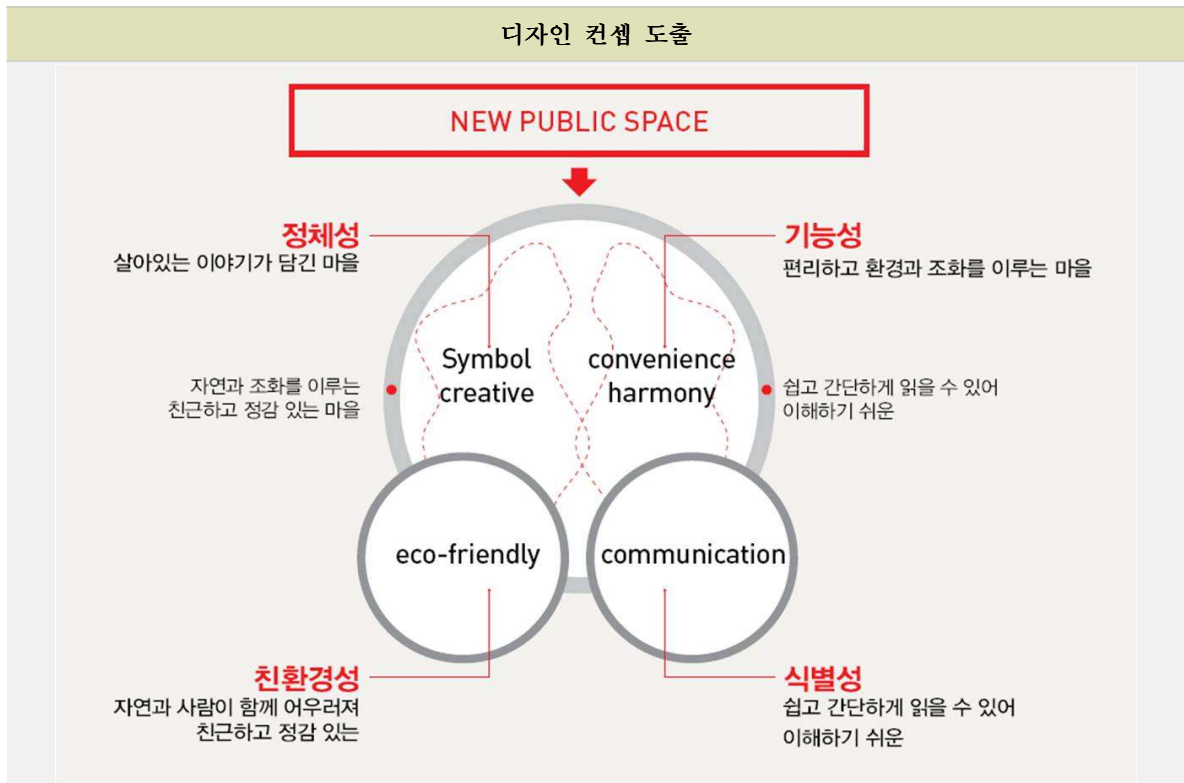 디자인 컨셉 도출
NEW PUBLIC SPACE
정체성
살아있는 이야기가 담긴 마을
기능성
편리하고 환경과 조화를 이루는 마을
Symbol
creative
convenience
harmony
자연과 조화를 이루는
친근하고 정감 있는 마을
쉽고 간단하게 읽을 수 있어
이해하기 쉬운
eco-friendly
communication
친환경성
자연과 사람이 함께 어우러져
친근하고 정감 있는
식별성
쉽고 간단하게 읽을 수 있어
이해하기 쉬운